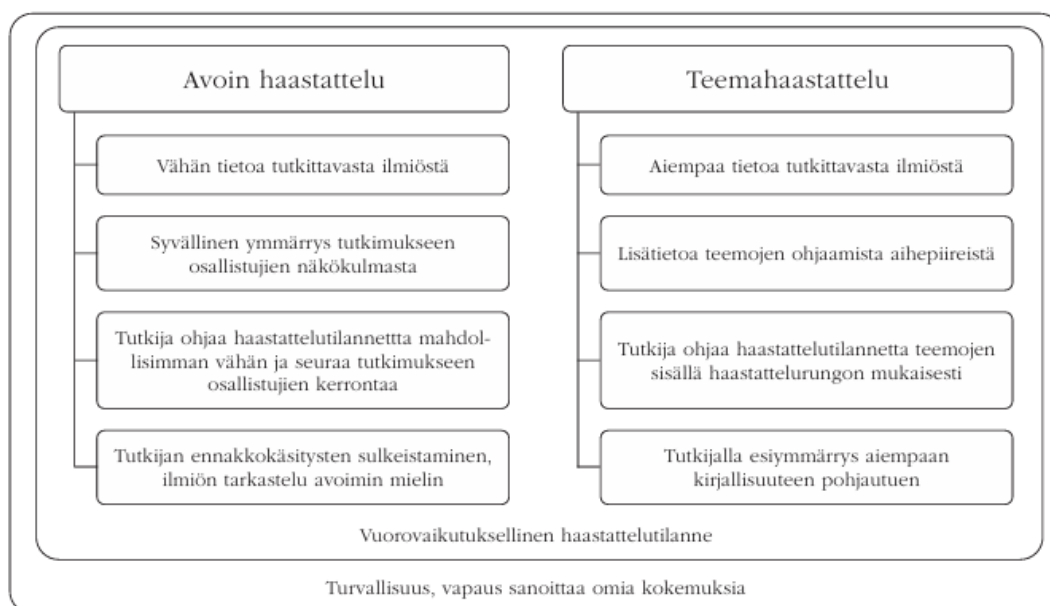 Avoin haastattelu
Vähän tietoa tutkittavasta ilmiöstä
Syvällinen ymmärrys tutkimukseen
osallistujien näkökulmasta
Tutkija ohjaa haastattelutilannettta mahdol-
lisimman vähän ja seuraa tutkimukseen
osallistujien kerrontaa
Tutkijan ennakkokäsitysten sulkeistaminen,
ilmiön tarkastelu avoimin mielin
Teemahaastattelu
Aiempaa tietoa tutkittavasta ilmiöstä
Lisätietoa teemojen ohjaamista aihepiireistä
Tutkija ohjaa haastattelutilannetta teemojen
sisällä haastattelurungon mukaisesti
Tutkijalla esiymmärrys aiempaan
kirjallisuuteen pohjautuen
Vuorovaikutuksellinen haastattelutilanne
Turvallisuus, vapaus sanoittaa omia kokemuksia